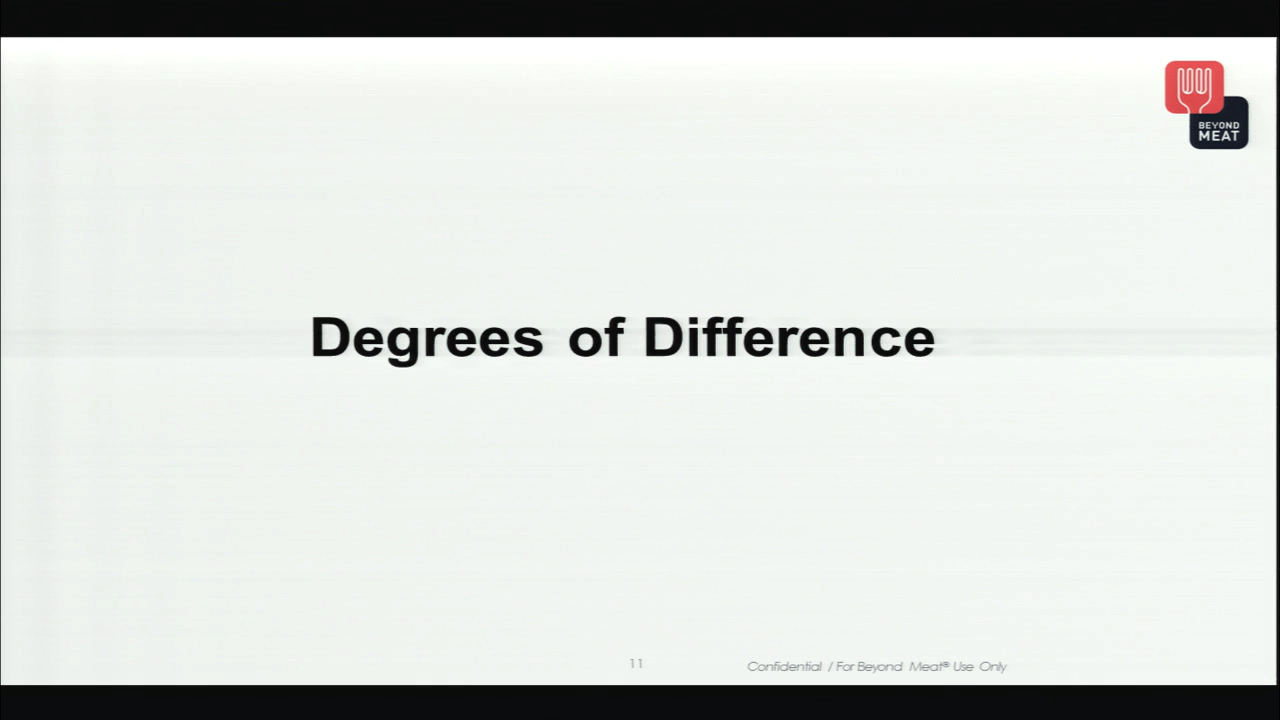 BEYOND
MEAT
Degrees of Difference
11
Confidential / For Beyond Meat® Use Only